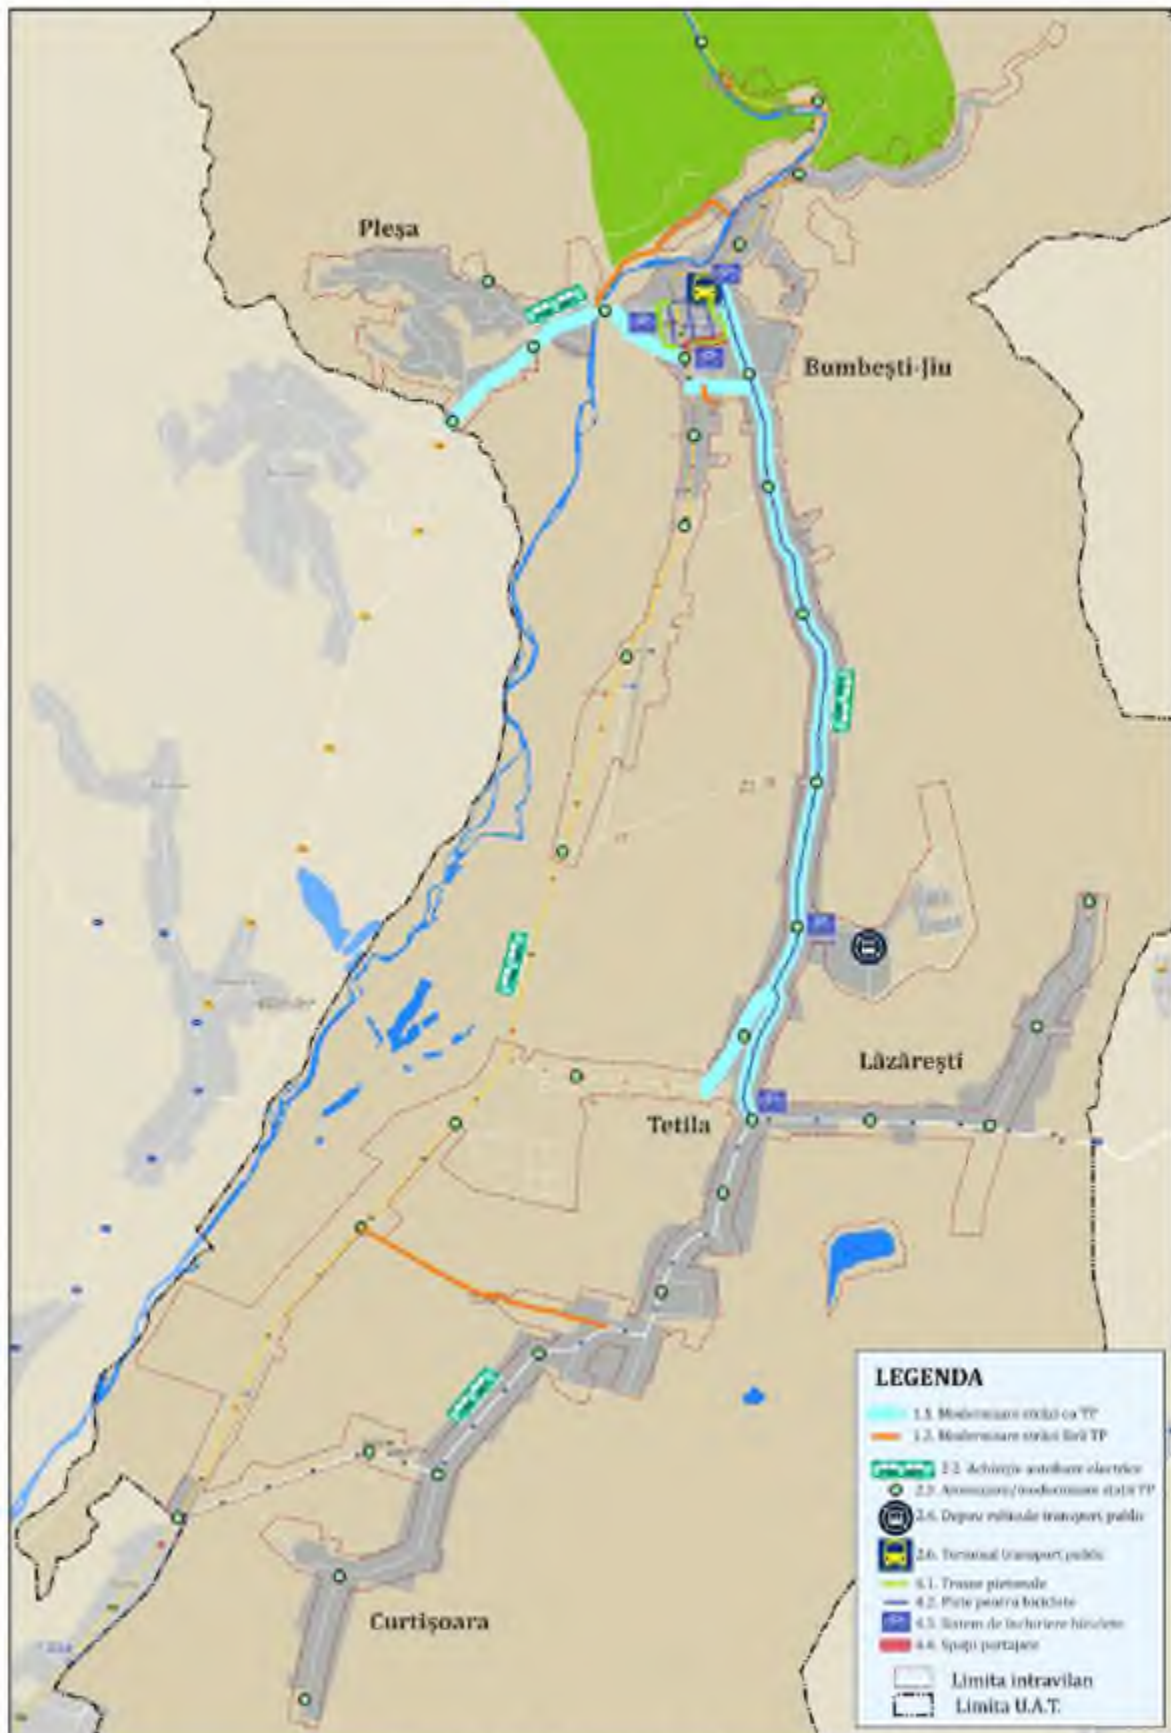 Pleșa
Bumbești-Jiu
Lăzărești
Tetila
Curtișoara
LEGENDA
1.1. Modernizare străzi cu TP
1.2. Modernizare străzi fără TP
2.2. Achiziție autobuze electrice
2.3. Amenajare/modernizare stații TP
2.4. Depou vehicule transport public
2.6. Terminal transport public
4.1. Trasee pietonale
4.2. Piste pentru biciclete
4.3. Sistem de închiriere biciclete
4.4. Spații partajate
Limita intravilan
Limita U.A.T.